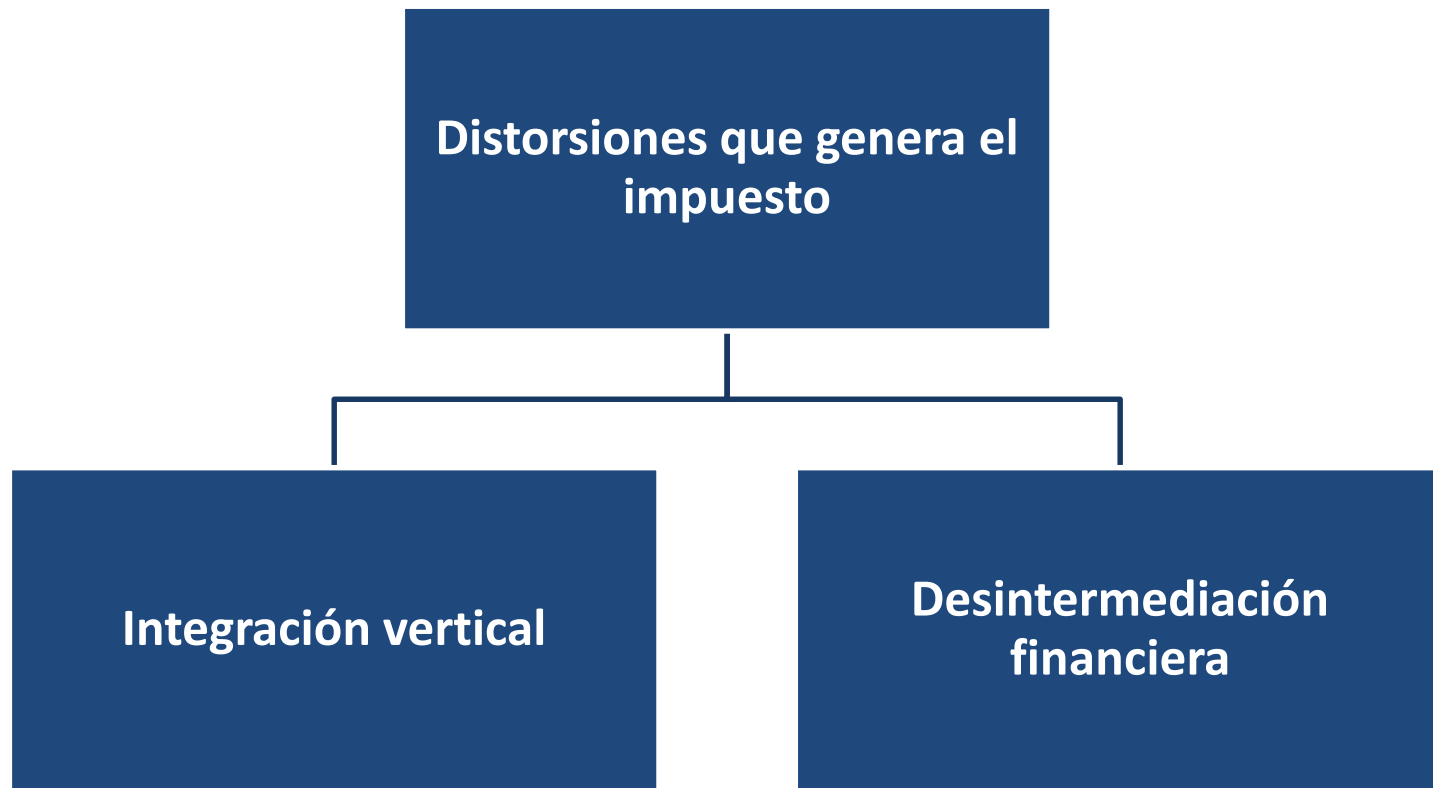 Distorsiones que genera el
impuesto
Integración vertical
Desintermediación
financiera